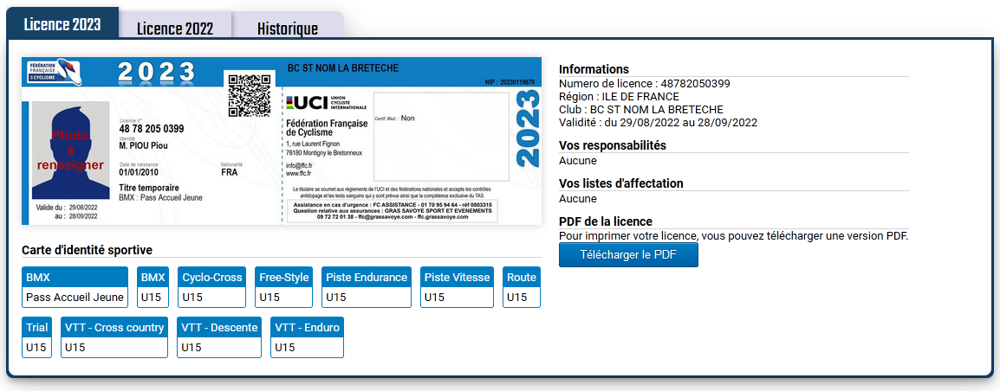 Licence 2023
Licence 2022
Historique
FÉDÉRATION
FRANÇAISE
DE CYCLISME
2023
BC ST NOM LA BRETECHE
NIP : 20230119879
UCI UNION CYCLISTE INTERNATIONALE
Fédération Française
de Cyclisme
1, rue Laurent Fignon
78180 Montigny le Bretonneux
info@ffc.fr
www.ffc.fr
Certif. Med. : Non
2023
Photo
à
renseigner
Licence n°
48 78 205 0399
Identité
M. PIOU Piou
Date de naissance
Nationalité
01/01/2010
FRA
Titre temporaire
BMX : Pass Accueil Jeune
Valide du : 29/08/2022
au : 28/09/2022
Le titulaire se soumet aux réglements de l'UCI et des fédérations nationales et accepte les contrôles
antidopage et les tests sanguins qui y sont prévus ainsi que la compétence exclusive du TAS
Assistance en cas d'urgence : FC ASSISTANCE - 01 70 95 94 64 - réf 0803315
Question relative aux assurances : GRAS SAVOYE SPORT ET EVENEMENTS
09 72 72 01 38 - ffc@grassavoye.com - ffc.grassavoye.com
Carte d'identité sportive
BMX
Pass Accueil Jeune
BMX
U15
Cyclo-Cross
U15
Free-Style
U15
Piste Endurance
U15
Piste Vitesse
U15
Route
U15
Trial
U15
VTT - Cross country
U15
VTT - Descente
U15
VTT - Enduro
U15
Informations
Numero de licence : 48782050399
Région : ILE DE FRANCE
Club : BC ST NOM LA BRETECHE
Validité : du 29/08/2022 au 28/09/2022
Vos responsabilités
Aucune
Vos listes d'affectation
Aucune
PDF de la licence
Pour imprimer votre licence, vous pouvez télécharger une version PDF.
Télécharger le PDF